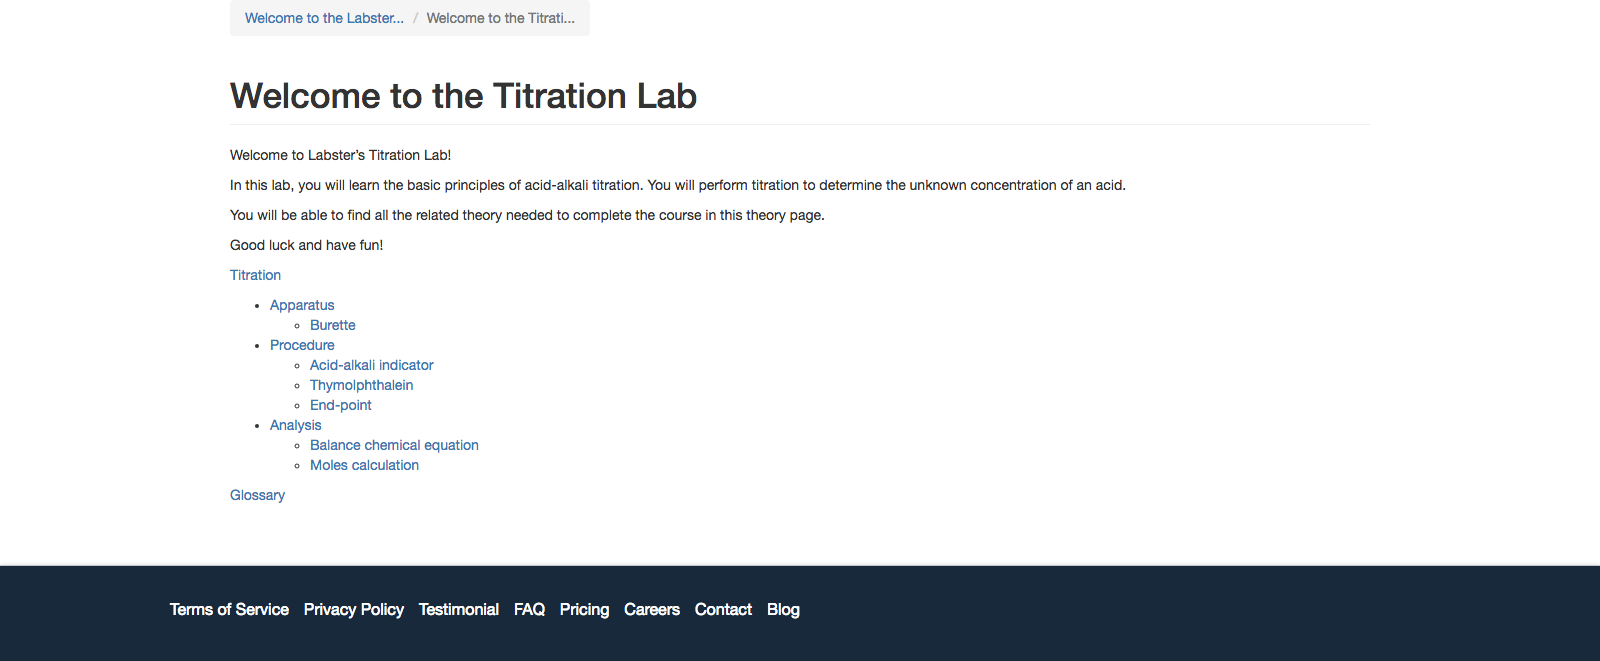 Welcome to the Labster... / Welcome to the Titrati...
Welcome to the Titration Lab
Welcome to Labster’s Titration Lab!
In this lab, you will learn the basic principles of acid-alkali titration. You will perform titration to determine the unknown concentration of an acid.
You will be able to find all the related theory needed to complete the course in this theory page.
Good luck and have fun!
Titration
Apparatus
Burette
Procedure
Acid-alkali indicator
Thymolphthalein
End-point
Analysis
Balance chemical equation
Moles calculation
Glossary
Terms of Service Privacy Policy Testimonial FAQ Pricing Careers Contact Blog